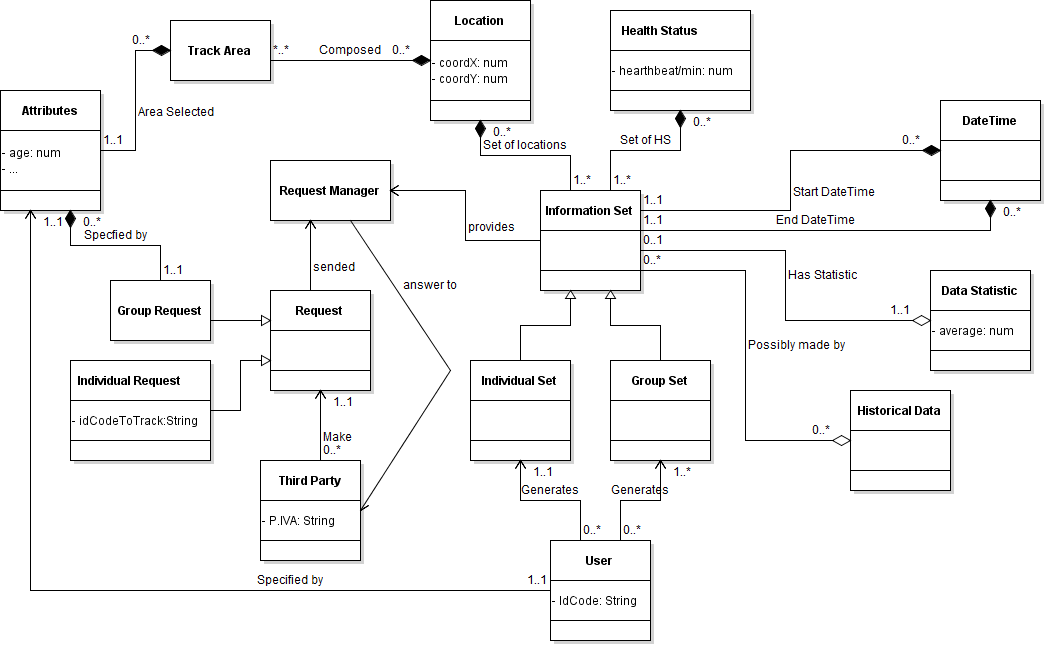 Location
- coordX: num
- coordY: num
Health Status
- hearthbeat/min: num
Track Area
0..*
*..*
Composed
0..*
Attributes
- age: num
- ...
Area Selected
1..1
DateTime
0..*
0..*
Set of locations
0..*
Set of HS
1..*
1..*
Request Manager
Information Set
1..1
Start DateTime
1..1
End DateTime
0..*
0..1
0..*
provides
1..1
0..*
Specfied by
1..1
sended
answer to
Has Statistic
Group Request
Request
Data Statistic
- average: num
1..1
Possibly made by
Individual Request
- idCodeToTrack:String
Individual Set
Group Set
Historical Data
0..*
1..1
Make
0..*
Third Party
- P.IVA: String
1..1
Generates
1..*
Generates
0..*
0..*
User
- IdCode: String
Specified by
1..1